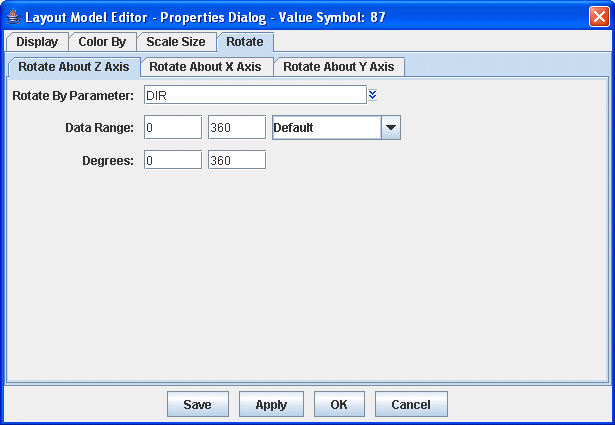 Layout Model Editor - Properties Dialog - Value Symbol: 87
Display Color By Scale Size Rotate
Rotate About Z Axis Rotate About X Axis Rotate About Y Axis
Rotate By Parameter: DIR
Data Range: 0 360 Default
Degrees: 0 360
Save Apply OK Cancel